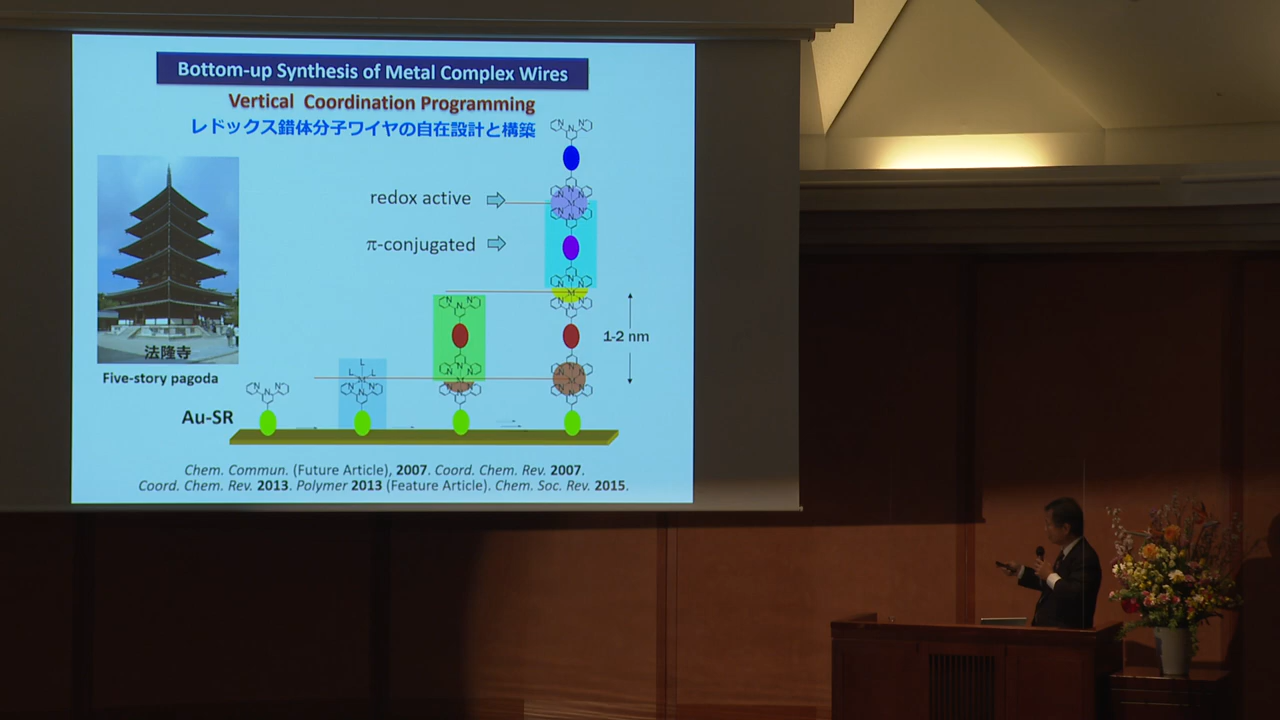 Bottom-up Synthesis of Metal Complex Wires
Vertical Coordination Programming
レドックス錯体分子ワイヤの自在設計と構築
redox active
π-conjugated
1-2 nm
法隆寺
Five-story pagoda
Au-SR
Chem. Commun. (Future Article), 2007. Coord. Chem. Rev. 2007.
Coord. Chem. Rev. 2013. Polymer 2013 (Feature Article). Chem. Soc. Rev. 2015.